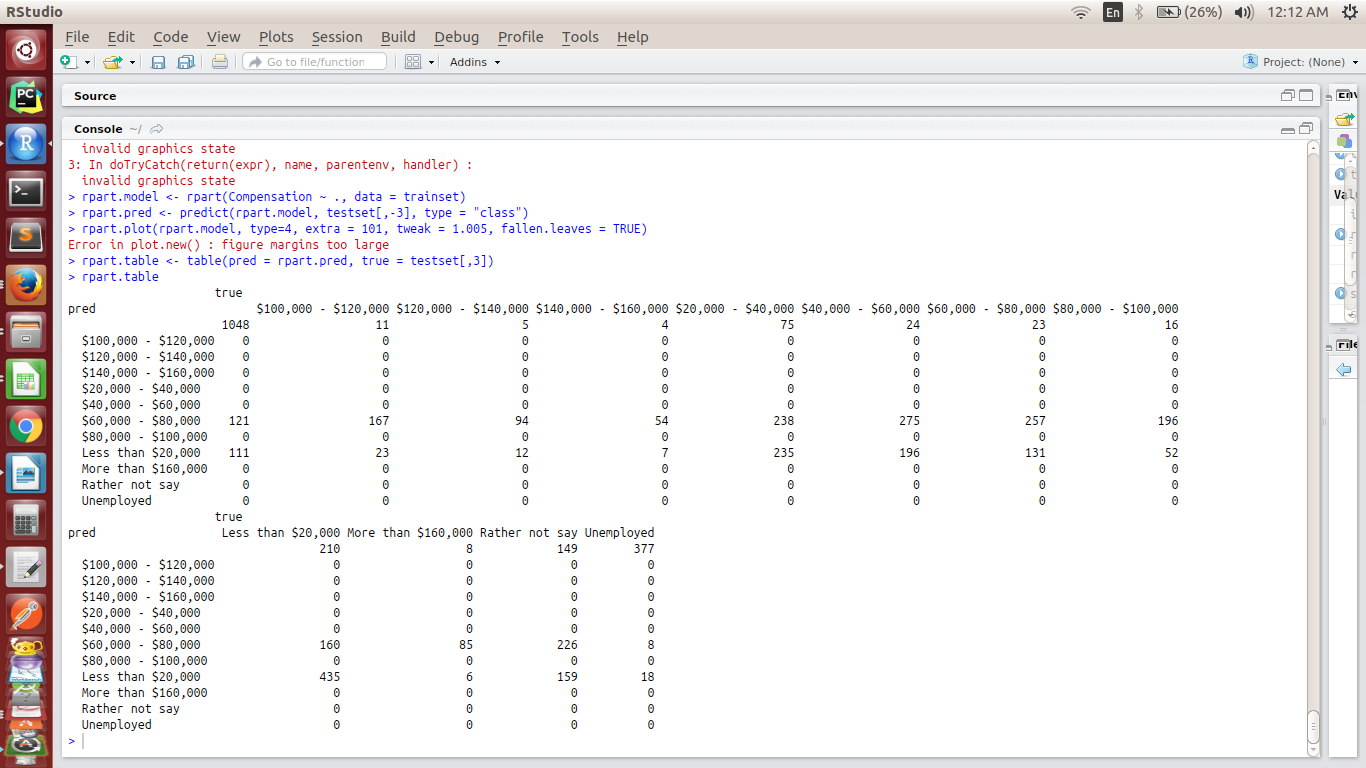 RStudio
En
(26%)
12:12 AM
File Edit Code View Plots Session Build Debug Profile Tools Help
Go to file/function
Addins
Project: (None)
Source
Console ~/
invalid graphics state
3: In doTryCatch(return(expr), name, parentenv, handler) :
invalid graphics state
> rpart.model <- rpart(Compensation ~ ., data = trainset)
> rpart.pred <- predict(rpart.model, testset[,-3], type = "class")
> rpart.plot(rpart.model, type=4, extra = 101, tweak = 1.005, fallen.leaves = TRUE)
Error in plot.new() : figure margins too large
> rpart.table <- table(pred = rpart.pred, true = testset[,3])
> rpart.table
true
pred $100,000 - $120,000 $120,000 - $140,000 $140,000 - $160,000 $20,000 - $40,000 $40,000 - $60,000 $60,000 - $80,000 $80,000 - $100,000
1048 11 5 4 75 24 23 16
$100,000 - $120,000 0 0 0 0 0 0 0 0
$120,000 - $140,000 0 0 0 0 0 0 0 0
$140,000 - $160,000 0 0 0 0 0 0 0 0
$20,000 - $40,000 0 0 0 0 0 0 0 0
$40,000 - $60,000 0 0 0 0 0 0 0 0
$60,000 - $80,000 121 167 94 54 238 275 257 196
$80,000 - $100,000 0 0 0 0 0 0 0 0
Less than $20,000 111 23 12 7 235 196 131 52
More than $160,000 0 0 0 0 0 0 0 0
Rather not say 0 0 0 0 0 0 0 0
Unemployed 0 0 0 0 0 0 0 0
true
pred Less than $20,000 More than $160,000 Rather not say Unemployed
210 8 149 377
$100,000 - $120,000 0 0 0 0
$120,000 - $140,000 0 0 0 0
$140,000 - $160,000 0 0 0 0
$20,000 - $40,000 0 0 0 0
$40,000 - $60,000 0 0 0 0
$60,000 - $80,000 160 85 226 8
$80,000 - $100,000 0 0 0 0
Less than $20,000 435 6 159 18
More than $160,000 0 0 0 0
Rather not say 0 0 0 0
Unemployed 0 0 0 0
>
PC
R